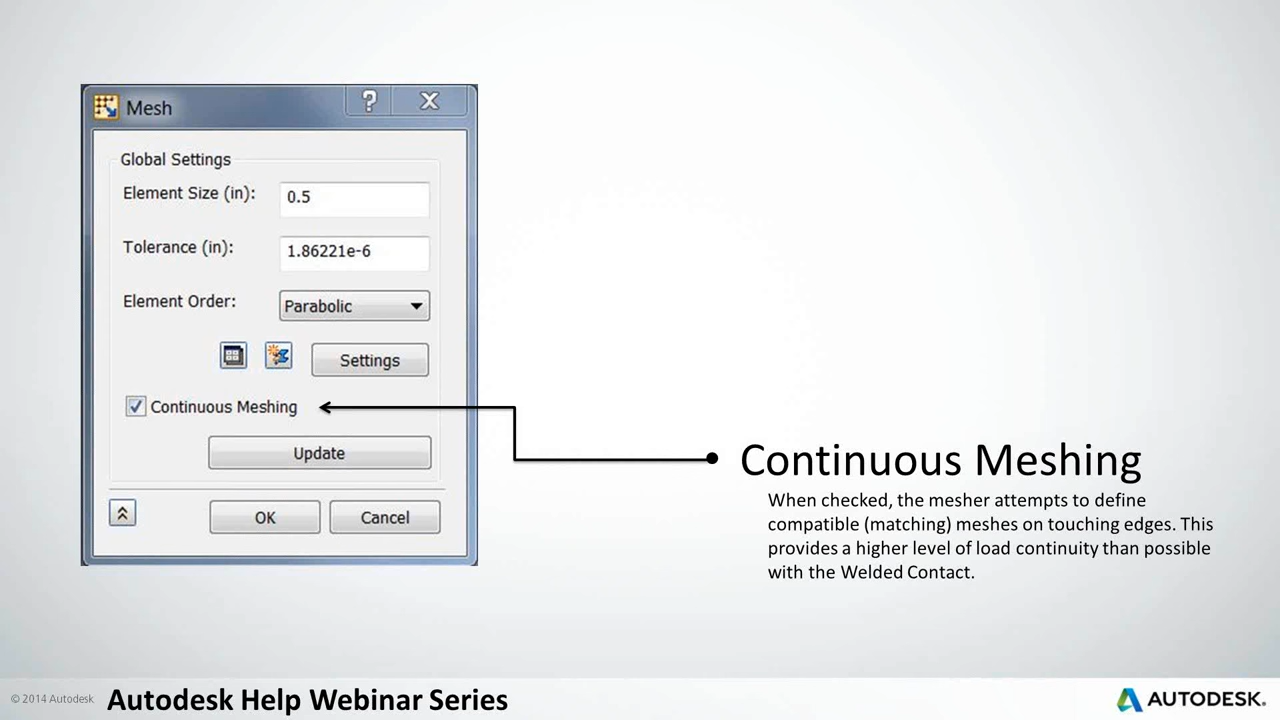 Mesh
Global Settings
Element Size (in): 0.5
Tolerance (in): 1.86221e-6
Element Order: Parabolic
Settings
Continuous Meshing
Update
OK Cancel
Continuous Meshing
When checked, the mesher attempts to define
compatible (matching) meshes on touching edges. This
provides a higher level of load continuity than possible
with the Welded Contact.
© 2014 Autodesk Autodesk Help Webinar Series AUTODESK.